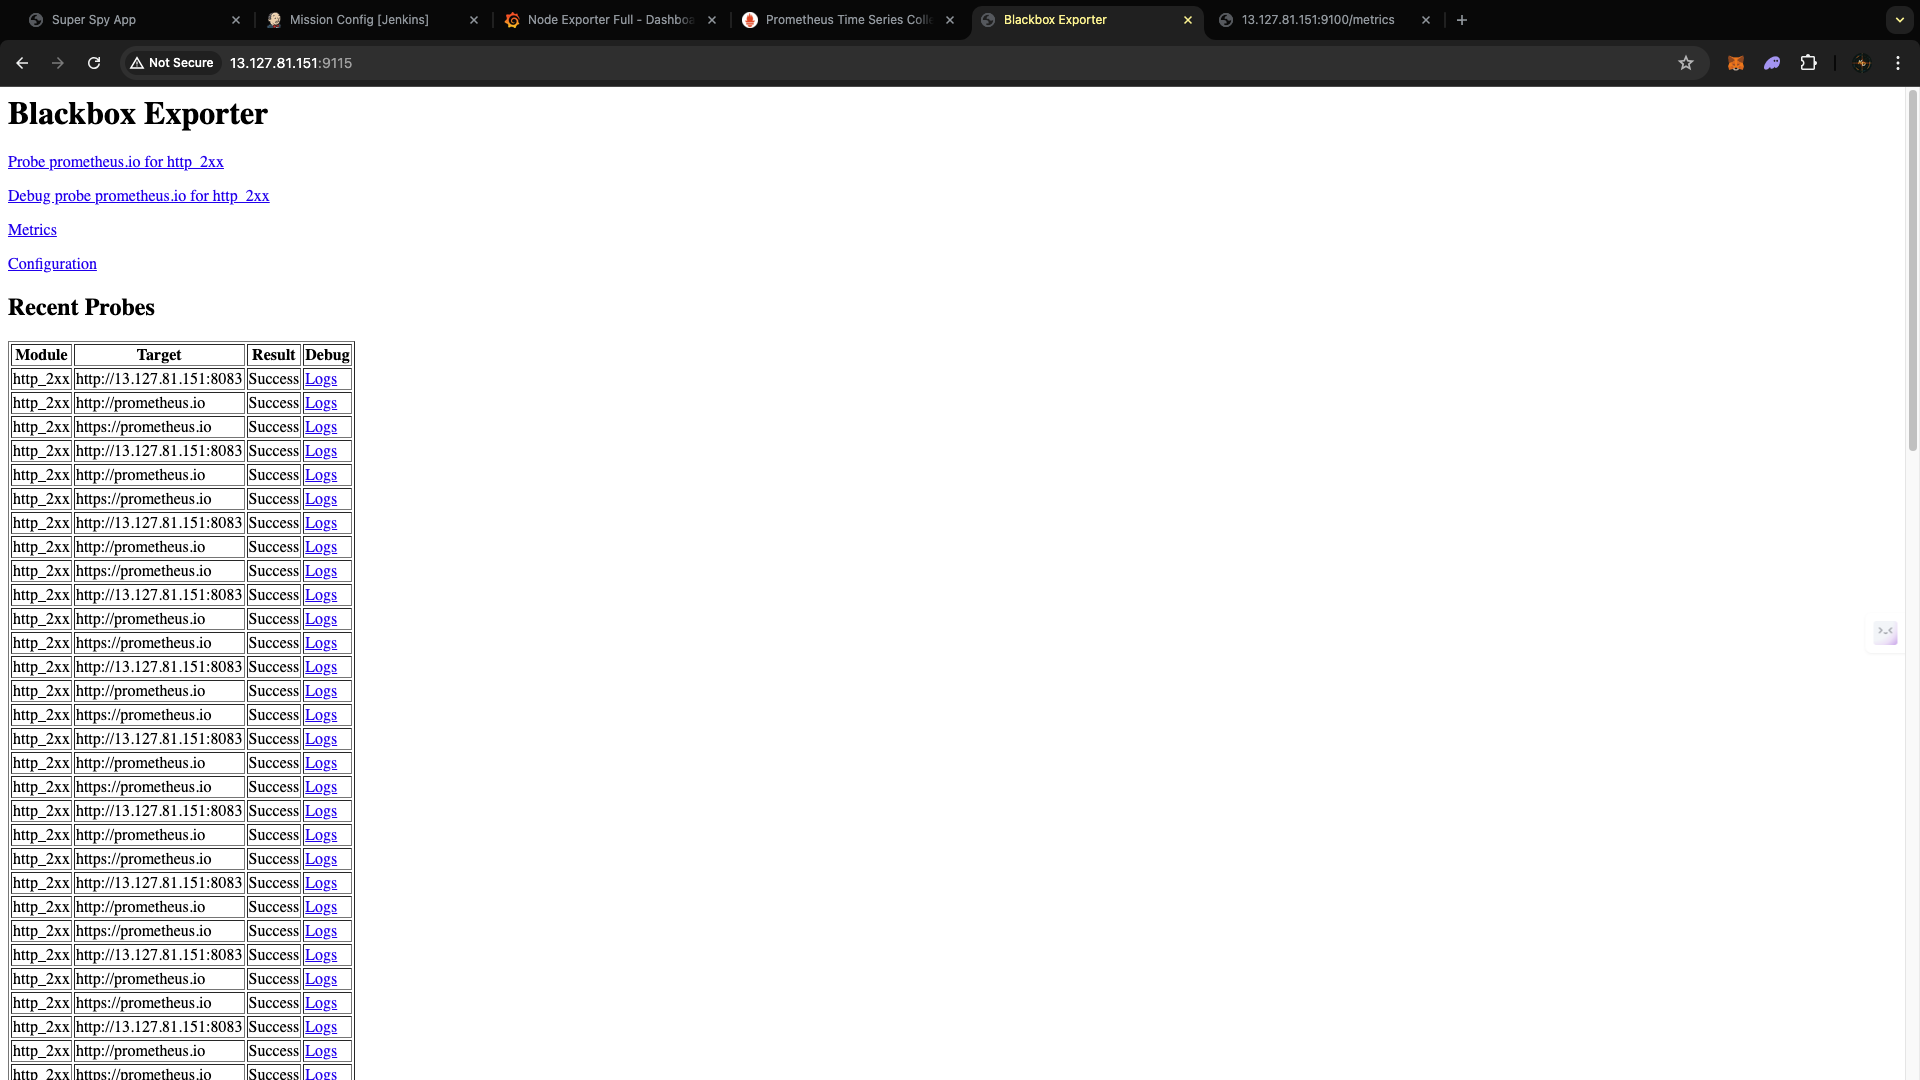 Super Spy App
Mission Config [Jenkins]
Node Exporter Full - Dashboa
Prometheus Time Series Colle
Blackbox Exporter
13.127.81.151:9100/metrics
Not Secure
13.127.81.151:9115
Blackbox Exporter
Probe prometheus.io for http_2xx
Debug probe prometheus.io for http_2xx
Metrics
Configuration
Recent Probes
Module Target Result Debug
http_2xx http://13.127.81.151:8083 Success Logs
http_2xx http://prometheus.io Success Logs
http_2xx https://prometheus.io Success Logs
http_2xx http://13.127.81.151:8083 Success Logs
http_2xx http://prometheus.io Success Logs
http_2xx https://prometheus.io Success Logs
http_2xx http://13.127.81.151:8083 Success Logs
http_2xx http://prometheus.io Success Logs
http_2xx https://prometheus.io Success Logs
http_2xx http://13.127.81.151:8083 Success Logs
http_2xx http://prometheus.io Success Logs
http_2xx https://prometheus.io Success Logs
http_2xx http://13.127.81.151:8083 Success Logs
http_2xx http://prometheus.io Success Logs
http_2xx https://prometheus.io Success Logs
http_2xx http://13.127.81.151:8083 Success Logs
http_2xx http://prometheus.io Success Logs
http_2xx https://prometheus.io Success Logs
http_2xx http://13.127.81.151:8083 Success Logs
http_2xx http://prometheus.io Success Logs
http_2xx https://prometheus.io Success Logs
http_2xx http://13.127.81.151:8083 Success Logs
http_2xx http://prometheus.io Success Logs
http_2xx https://prometheus.io Success Logs
http_2xx http://13.127.81.151:8083 Success Logs
http_2xx http://prometheus.io Success Logs
http_2xx https://prometheus.io Success Logs
http_2xx http://13.127.81.151:8083 Success Logs
http_2xx http://prometheus.io Success Logs
http_2xx https://prometheus.io Success Logs